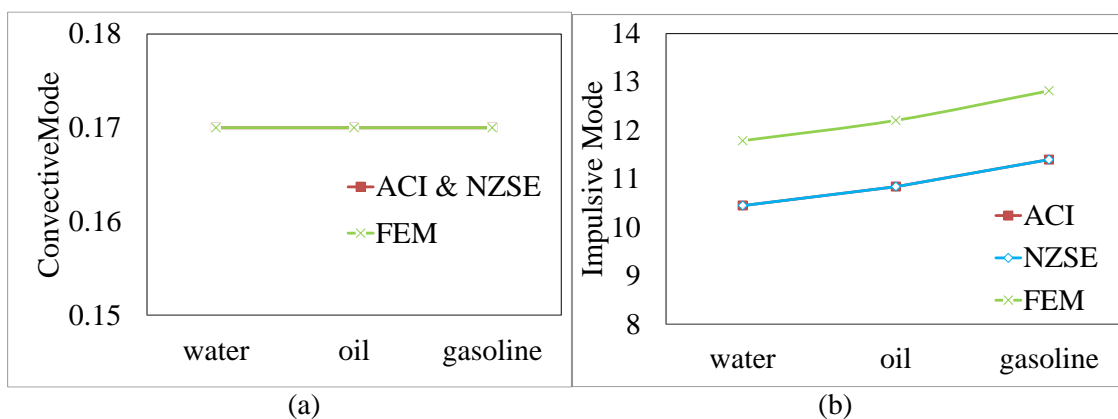 0.18
0.17
0.16
0.15
ConvectiveMode
water oil gasoline
ACI & NZSE
FEM
(a)
14
13
12
11
10
9
8
Impulsive Mode
water oil gasoline
ACI
NZSE
FEM
(b)